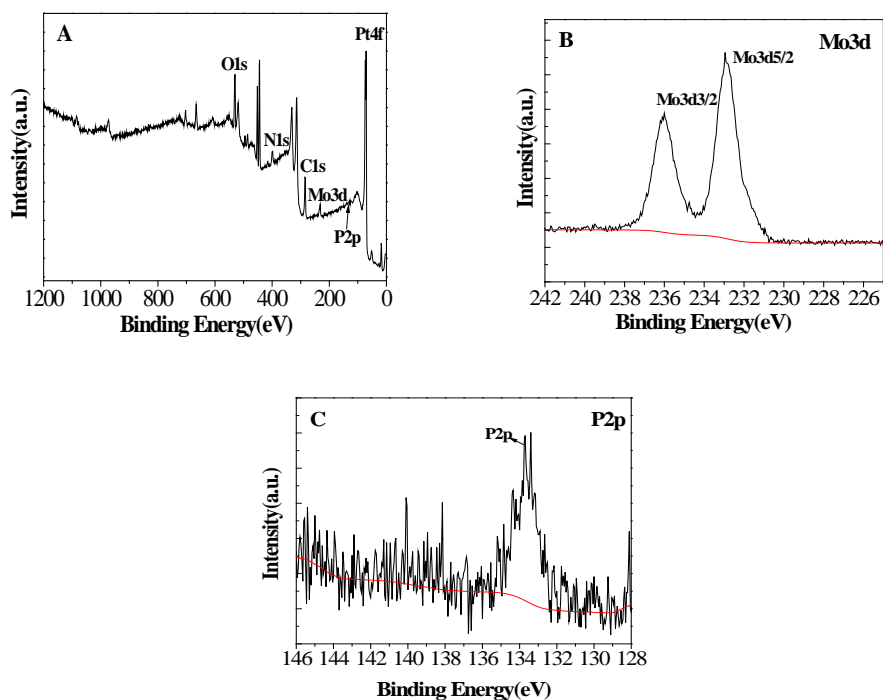 A
Pt4f
O1s
N1s
C1s
Mo3d
P2p
Intensity(a.u.)
1200 1000 800 600 400 200 0
Binding Energy(eV)
B
Mo3d
Mo3d5/2
Mo3d3/2
Intensity(a.u.)
242 240 238 236 234 232 230 228 226
Binding Energy(eV)
C
P2p
P2p
Intensity(a.u.)
146 144 142 140 138 136 134 132 130 128
Binding Energy(eV)